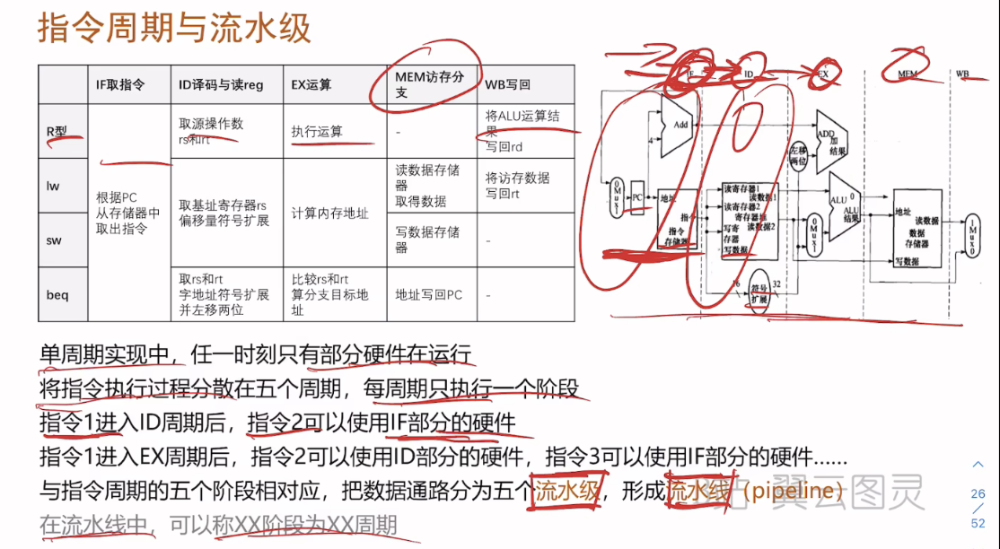 指令周期与流水级
IF取指令
ID译码与读reg
EX运算
MEM访存分
支
WB写回
R型
取源操作数
rs和rt
执行运算
-
将ALU运算结
果
写回rd
lw
根据PC
从存储器中
取出指令
取基址寄存器rs
偏移量符号扩展
计算内存地址
读数据存储
器
取得数据
将访存数据
写回rt
sw
写数据存储
器
-
beq
取rs和rt
字地址符号扩展
并左移两位
比较rs和rt
算分支目标地
址
地址写回PC
-
IF
ID
EX
MEM
WB
Add
4
0
Mux
1
PC
地址
指令
指令
存储器
读寄存器1
读数据1
读寄存器2
寄存器堆
写寄
存器
读数据2
写数据
16
符号
扩展
32
左移
两位
ADD
加
结果
0
Mux
1
ALU
0
ALU
结果
地址
读数据
数据
存储器
写数据
1
Mux
0
单周期实现中，任一时刻只有部分硬件在运行
将指令执行过程分散在五个周期，每周期只执行一个阶段
指令1进入ID周期后，指令2可以使用IF部分的硬件
指令1进入EX周期后，指令2可以使用ID部分的硬件，指令3可以使用IF部分的硬件……
与指令周期的五个阶段相对应，把数据通路分为五个流水级，形成流水线（pipeline）
翼云图灵
在流水线中，可以称XX阶段为XX周期
26
/
52